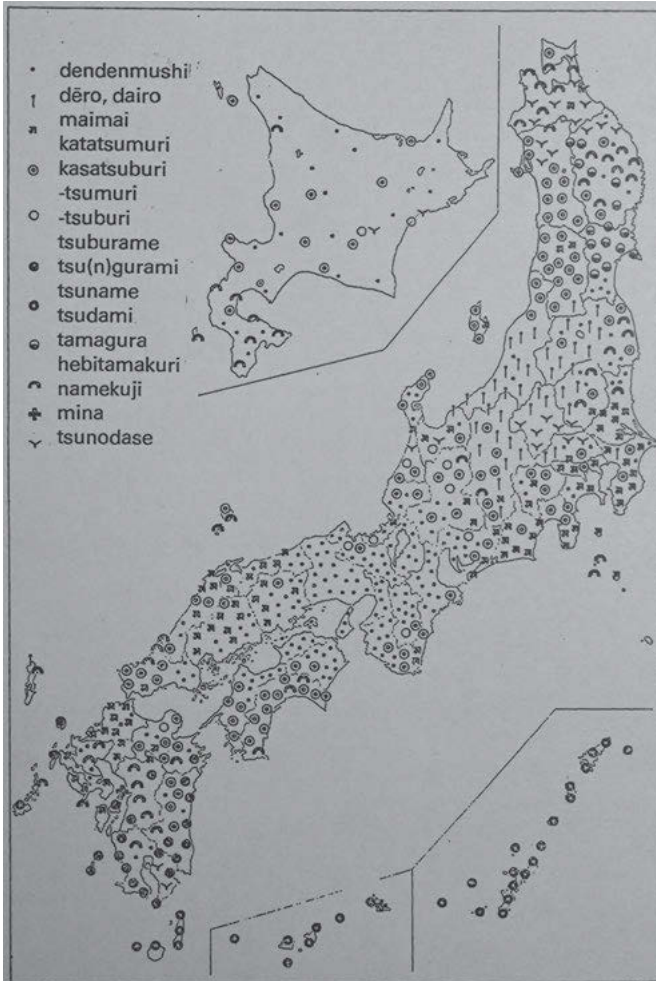 dendenmushi
dēro, dairo
maimai
katatsumuri
kasatsuburi
-tsumuri
-tsuburi
tsuburame
tsu(n)gurami
tsuname
tsudami
tamagura
hebitamakuri
namekuji
mina
tsunodase